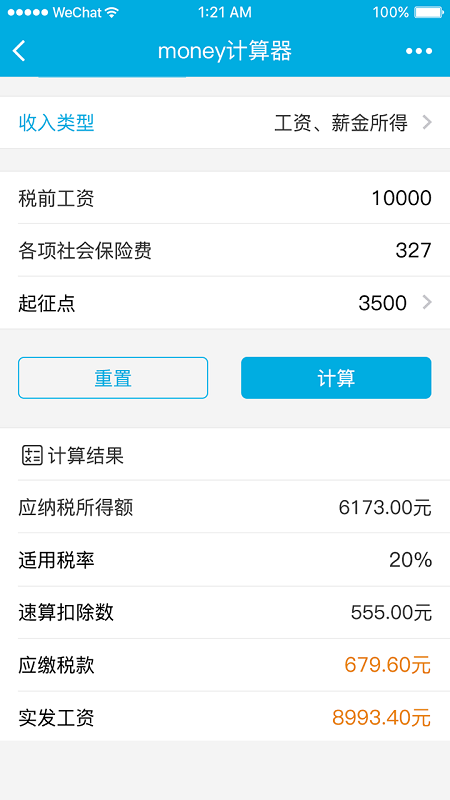 WeChat 1:21 AM 100%
money计算器
收入类型 工资、薪金所得
税前工资 10000
各项社会保险费 327
起征点 3500
重置 计算
计算结果
应纳税所得额 6173.00元
适用税率 20%
速算扣除数 555.00元
应缴税款 679.60元
实发工资 8993.40元